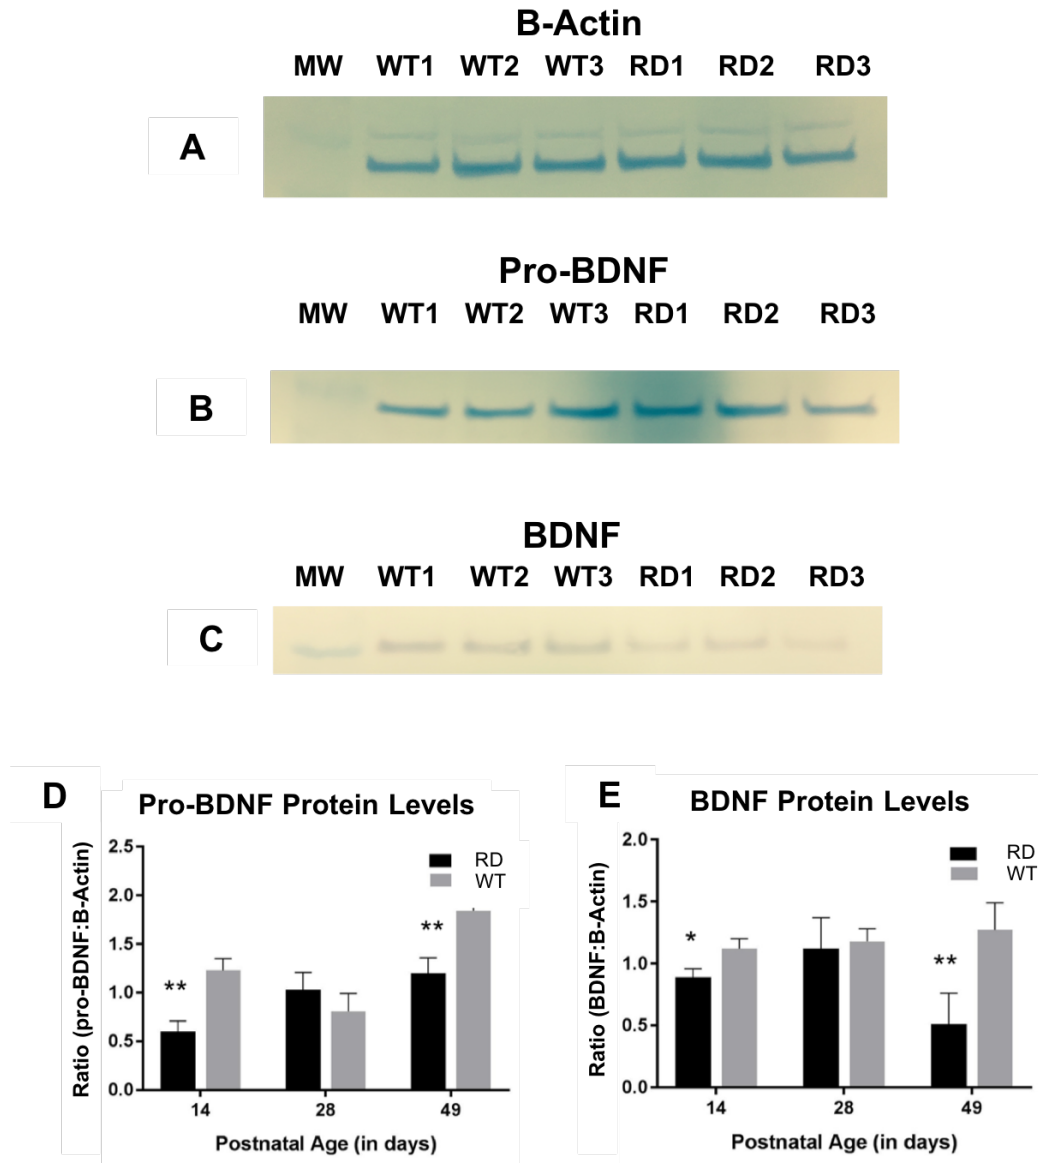 B-Actin
MW WT1 WT2 WT3 RD1 RD2 RD3
A
Pro-BDNF
MW WT1 WT2 WT3 RD1 RD2 RD3
B
BDNF
MW WT1 WT2 WT3 RD1 RD2 RD3
C
D
Pro-BDNF Protein Levels
Ratio (pro-BDNF:B-Actin)
2.5
2.0
1.5
1.0
0.5
0.0
RD
WT
**
**
14 28 49
Postnatal Age (in days)
E
BDNF Protein Levels
Ratio (BDNF:B-Actin)
2.0
1.5
1.0
0.5
0.0
RD
WT
*
**
14 28 49
Postnatal Age (in days)